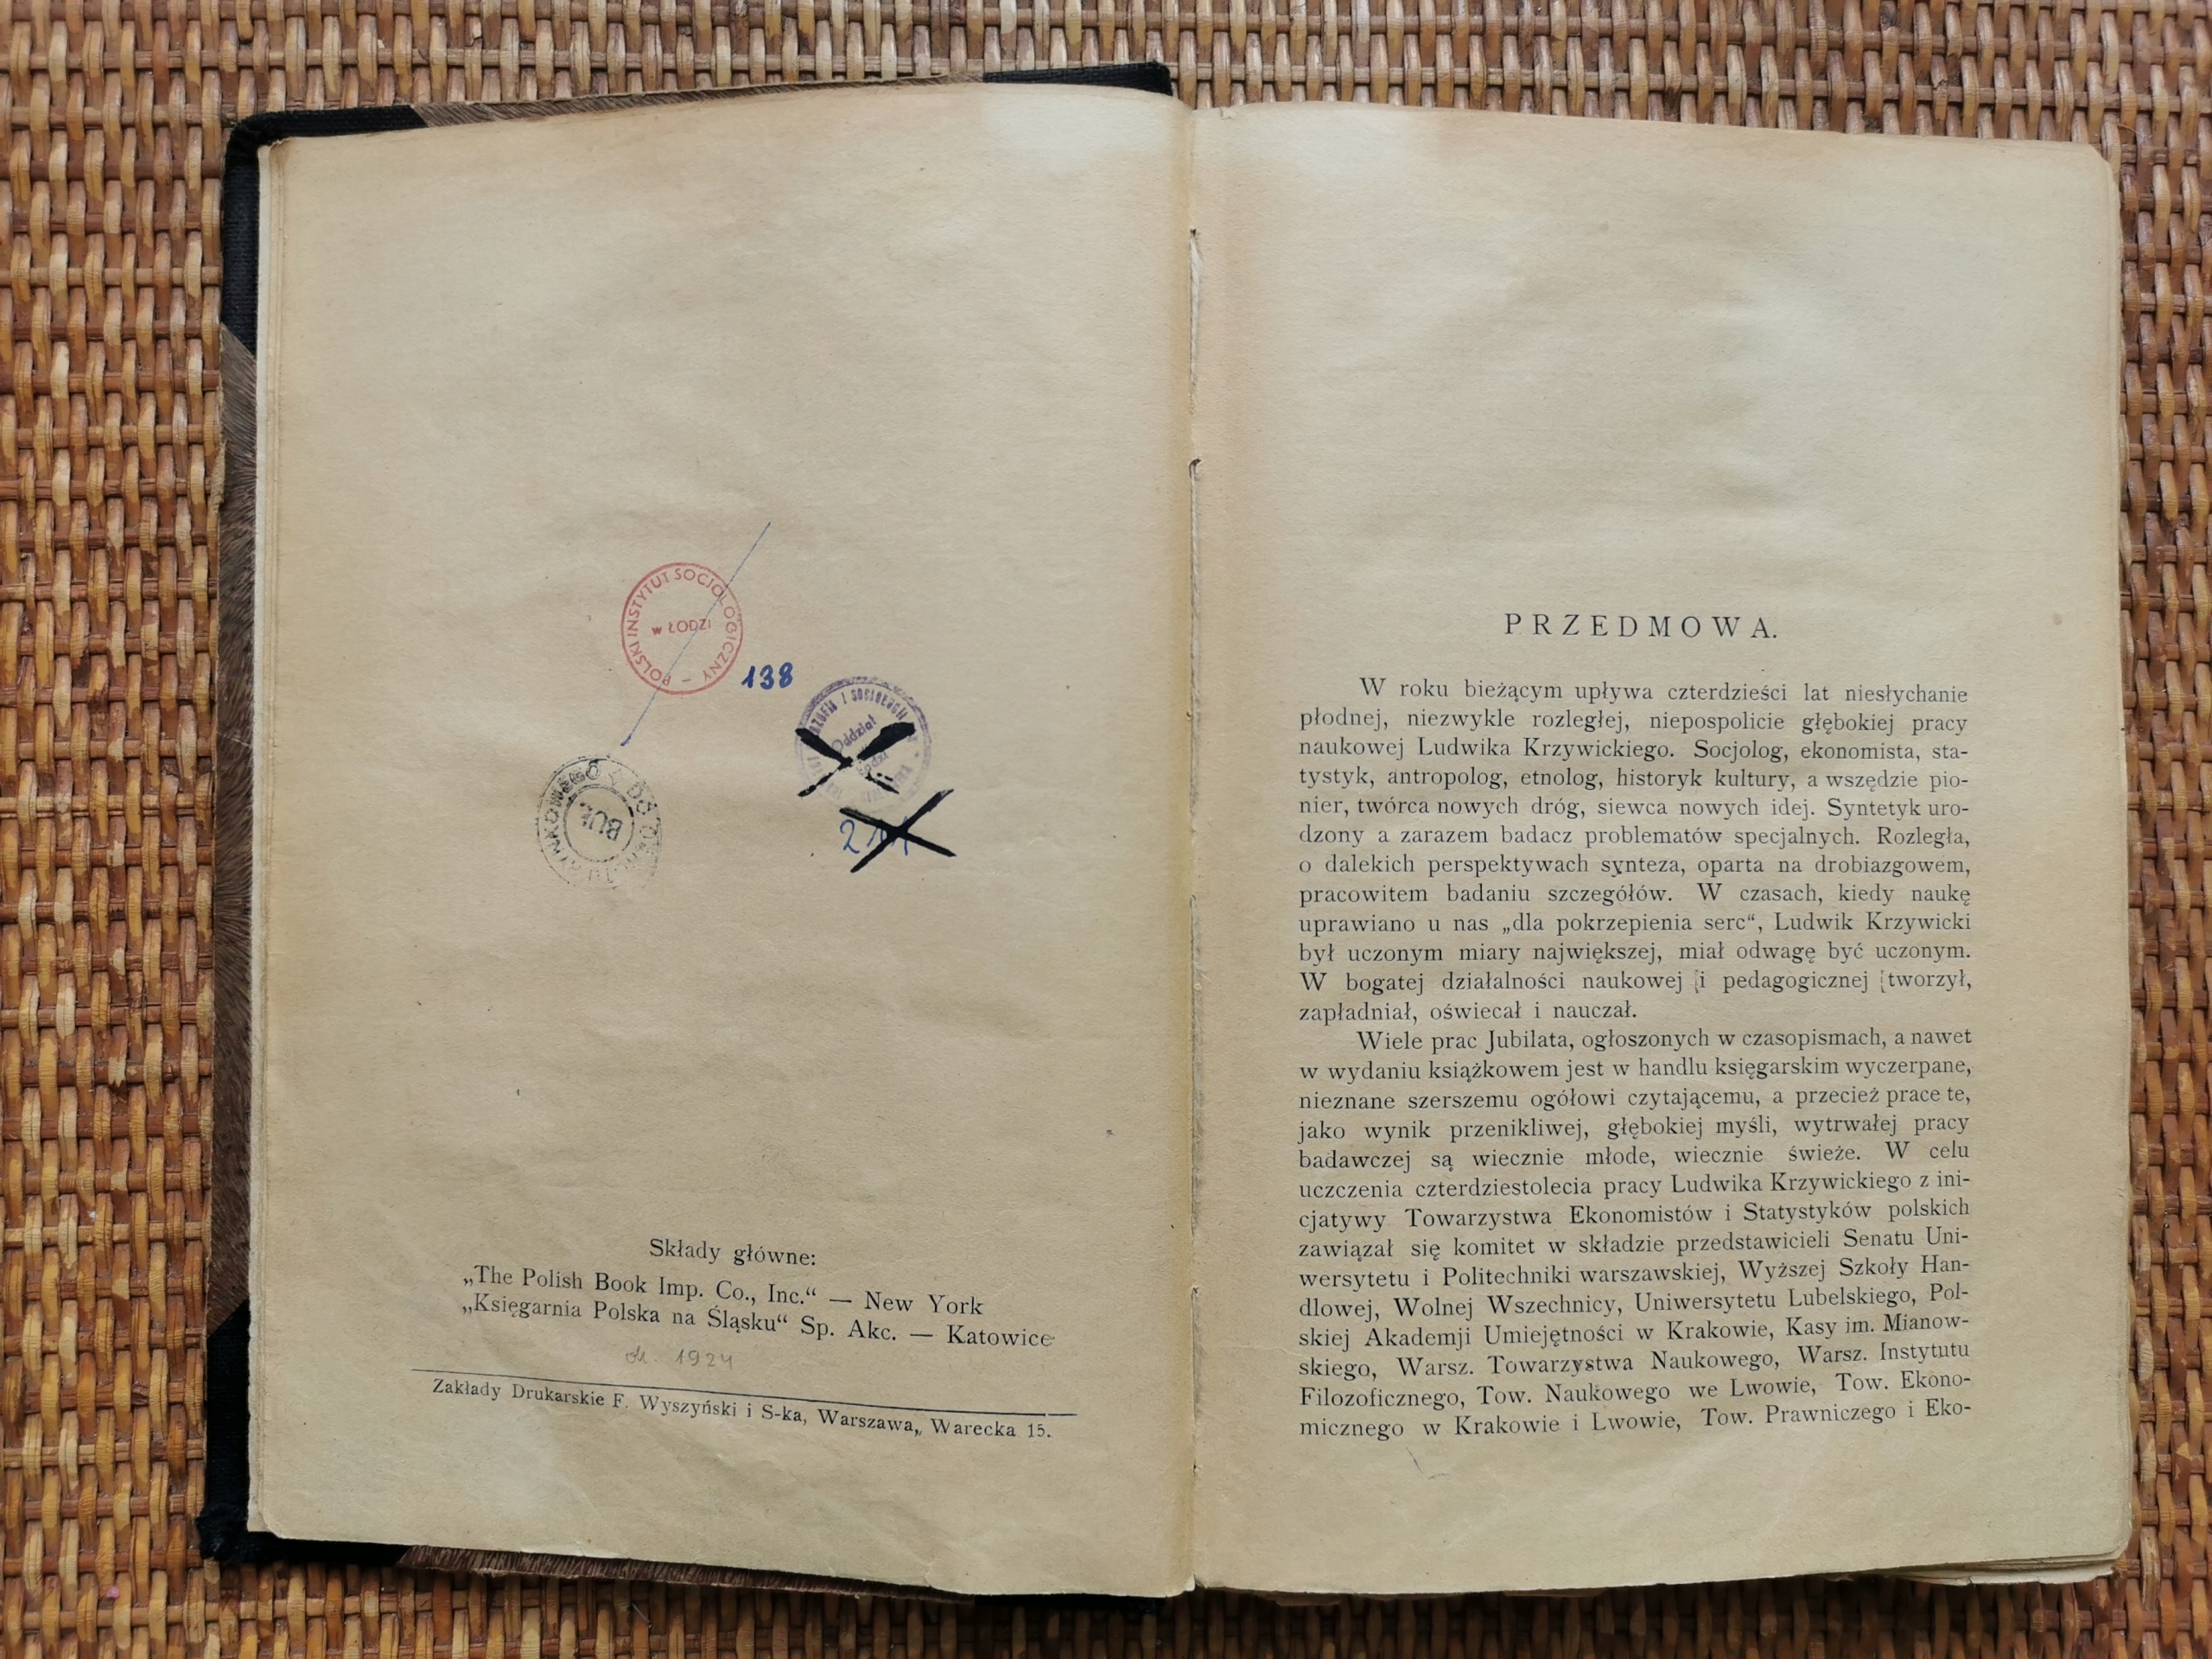 POLSKI INSTYTUT SOCJOLOGICZNY –
w ŁODZI
138
I SOCJOLOGII
Oddział
BUW
Składy główne:
„The Polish Book Imp. Co., Inc.“ — New York
„Księgarnia Polska na Śląsku“ Sp. Akc. — Katowice
ok. 1924
Zakłady Drukarskie F. Wyszyński i S-ka, Warszawa,, Warecka 15.
PRZEDMOWA.
W roku bieżącym upływa czterdzieści lat niesłychanie
płodnej, niezwykle rozległej, niepospolicie głębokiej pracy
naukowej Ludwika Krzywickiego. Socjolog, ekonomista, sta-
tystyk, antropolog, etnolog, historyk kultury, a wszędzie pio-
nier, twórca nowych dróg, siewca nowych idej. Syntetyk uro-
dzony a zarazem badacz problematów specjalnych. Rozległa,
o dalekich perspektywach synteza, oparta na drobiazgowem,
pracowitem badaniu szczegółów. W czasach, kiedy naukę
uprawiano u nas „dla pokrzepienia serc“, Ludwik Krzywicki
był uczonym miary największej, miał odwagę być uczonym.
W bogatej działalności naukowej [i pedagogicznej [tworzył,
zapładniał, oświecał i nauczał.
Wiele prac Jubilata, ogłoszonych w czasopismach, a nawet
w wydaniu książkowem jest w handlu księgarskim wyczerpane,
nieznane szerszemu ogółowi czytającemu, a przecież prace te,
jako wynik przenikliwej, głębokiej myśli, wytrwałej pracy
badawczej są wiecznie młode, wiecznie świeże. W celu
uczczenia czterdziestolecia pracy Ludwika Krzywickiego z ini-
cjatywy Towarzystwa Ekonomistów i Statystyków polskich
zawiązał się komitet w składzie przedstawicieli Senatu Uni-
wersytetu i Politechniki warszawskiej, Wyższej Szkoły Han-
dlowej, Wolnej Wszechnicy, Uniwersytetu Lubelskiego, Pol-
skiej Akademji Umiejętności w Krakowie, Kasy im. Mianow-
skiego, Warsz. Towarzystwa Naukowego, Warsz. Instytutu
Filozoficznego, Tow. Naukowego we Lwowie, Tow. Ekono-
micznego w Krakowie i Lwowie, Tow. Prawniczego i Eko-